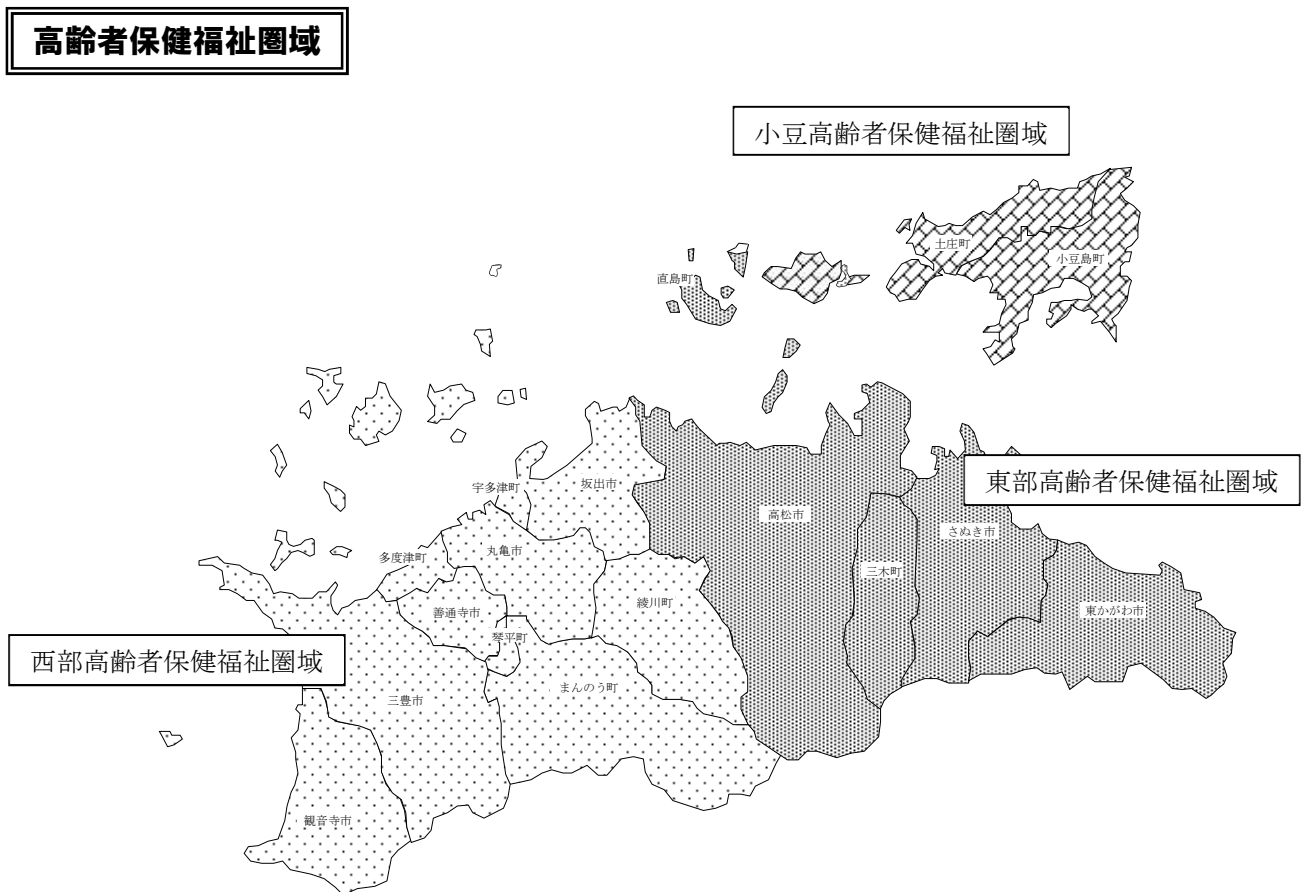 高齢者保健福祉圏域
小豆高齢者保健福祉圏域
土庄町
小豆島町
直島町
東部高齢者保健福祉圏域
宇多津町
坂出市
高松市
さぬき市
多度津町
丸亀市
三木町
善通寺市
綾川町
東かがわ市
琴平町
西部高齢者保健福祉圏域
まんのう町
三豊市
観音寺市